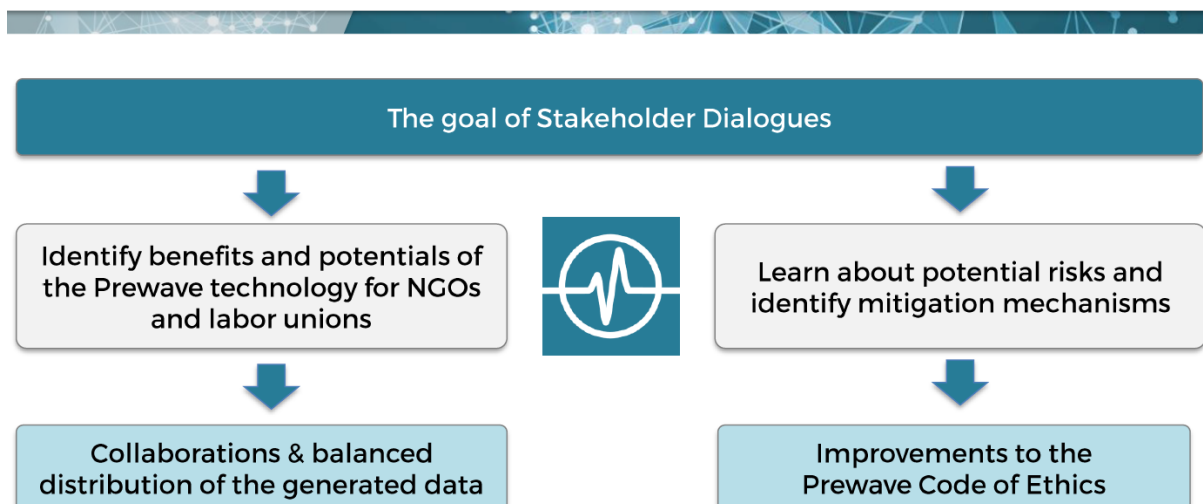 The goal of Stakeholder Dialogues
Identify benefits and potentials of
the Prewave technology for NGOs
and labor unions
Learn about potential risks and
identify mitigation mechanisms
Collaborations & balanced
distribution of the generated data
Improvements to the
Prewave Code of Ethics